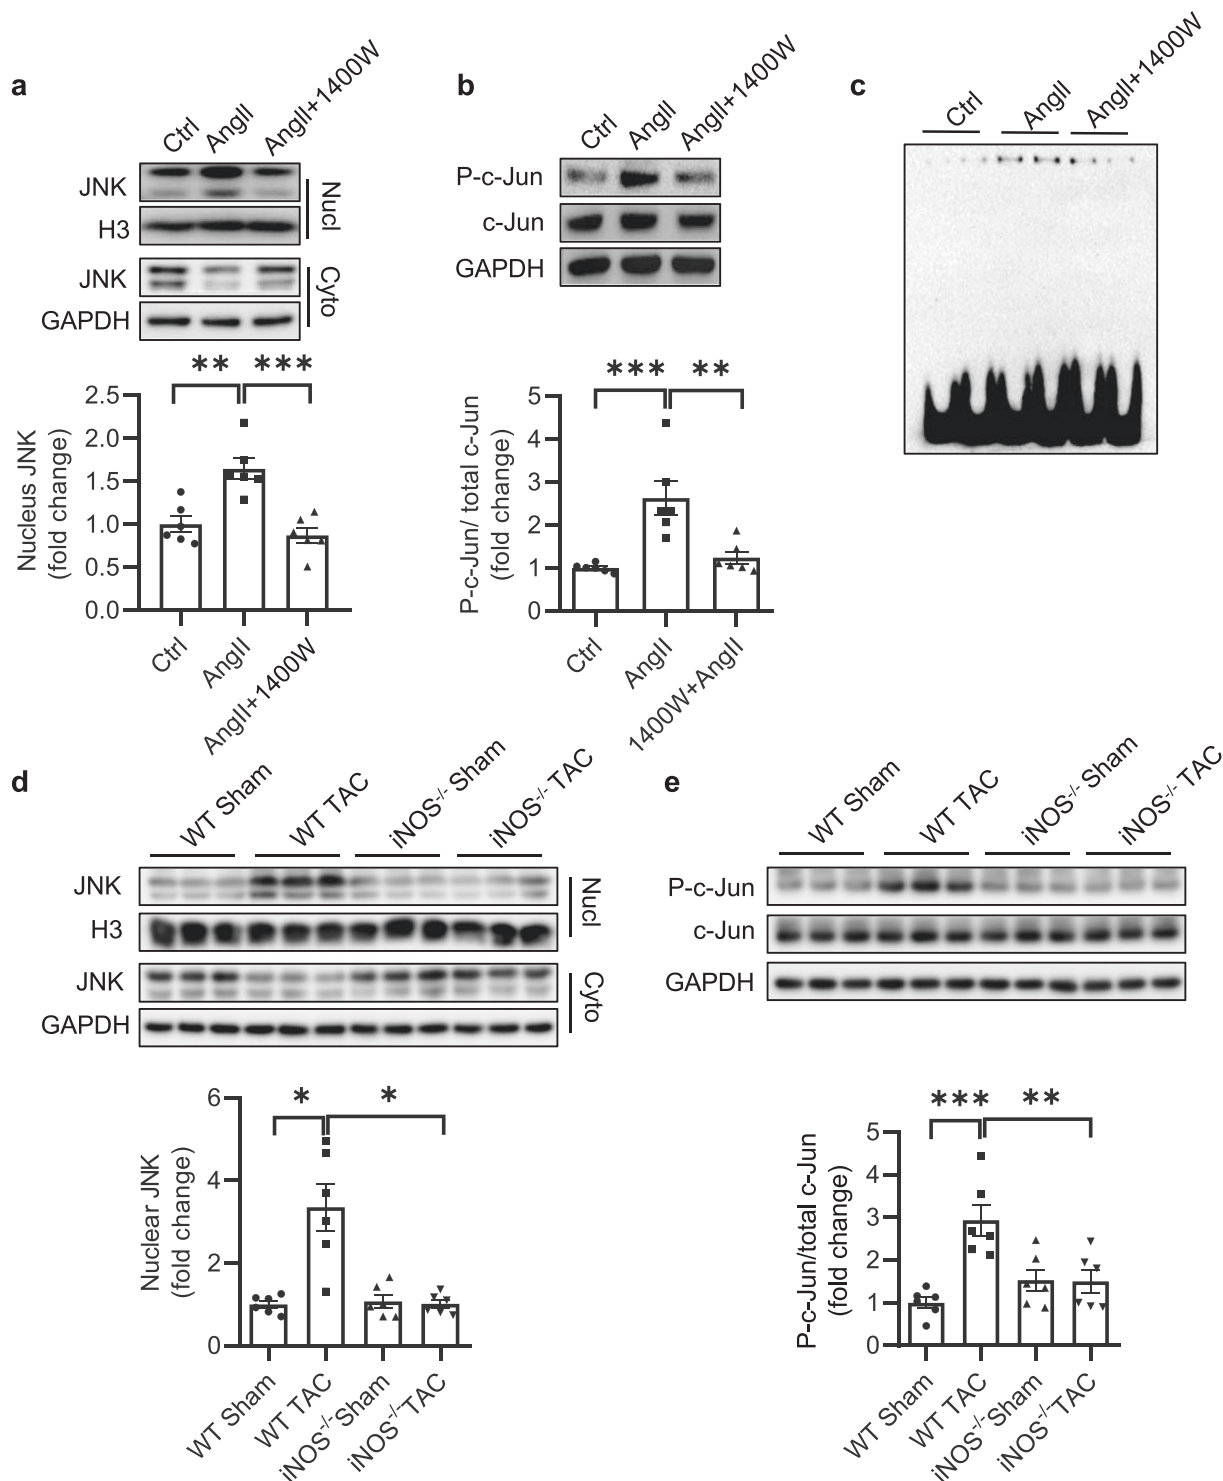 a
Ctrl
AngII
AngII+1400W
JNK
H3
Nucl
JNK
GAPDH
Cyto
** ***
2.5
2.0
1.5
1.0
0.5
0.0
Nucleus JNK
(fold change)
Ctrl
AngII
AngII+1400W
b
Ctrl
AngII
AngII+1400W
P-c-Jun
c-Jun
GAPDH
*** **
5
4
3
2
1
0
P-c-Jun/ total c-Jun
(fold change)
Ctrl
AngII
1400W+AngII
c
Ctrl
AngII
AngII+1400W
d
WT Sham
WT TAC
iNOS-/- Sham
iNOS-/- TAC
JNK
H3
Nucl
JNK
GAPDH
Cyto
* *
6
4
2
0
Nuclear JNK
(fold change)
WT Sham
WT TAC
iNOS-/-Sham
iNOS-/-TAC
e
WT Sham
WT TAC
iNOS-/- Sham
iNOS-/- TAC
P-c-Jun
c-Jun
GAPDH
*** **
5
4
3
2
1
0
P-c-Jun/total c-Jun
(fold change)
WT Sham
WT TAC
iNOS-/-Sham
iNOS-/-TAC